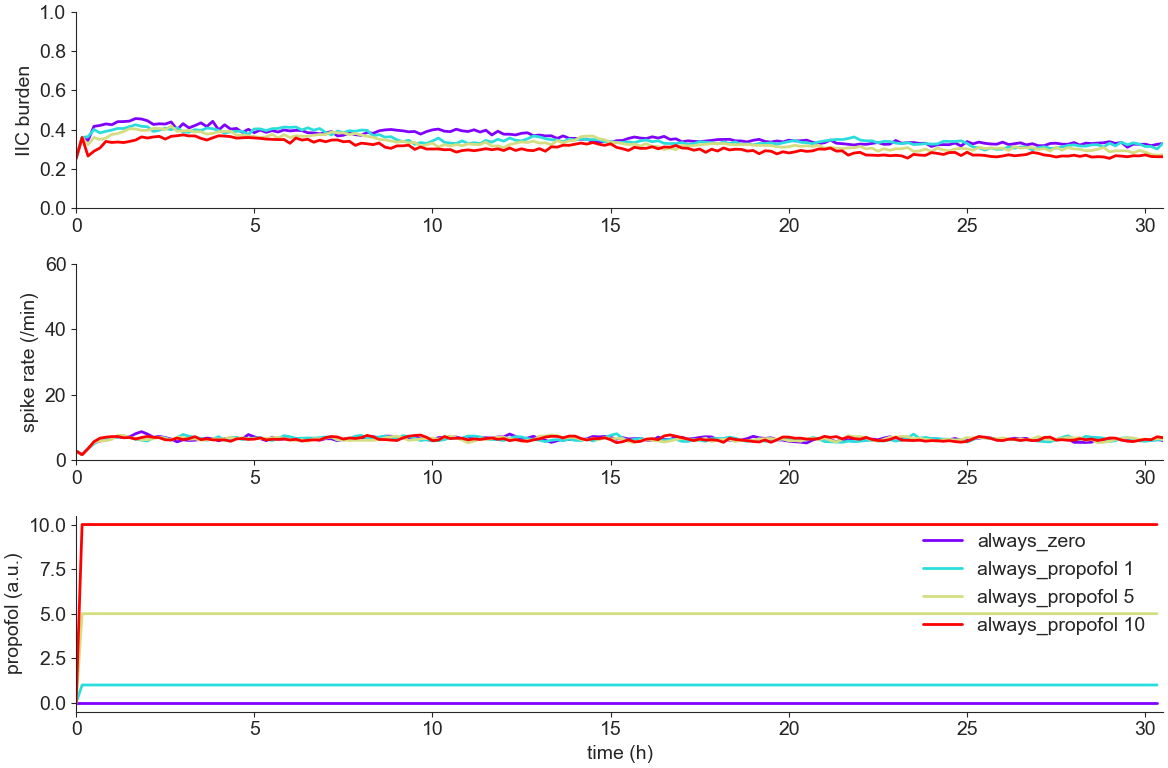 IIC burden
1.0
0.8
0.6
0.4
0.2
0.0
0 5 10 15 20 25 30
spike rate (/min)
60
40
20
0
0 5 10 15 20 25 30
propofol (a.u.)
10.0
7.5
5.0
2.5
0.0
always_zero
always_propofol 1
always_propofol 5
always_propofol 10
0 5 10 15 20 25 30
time (h)